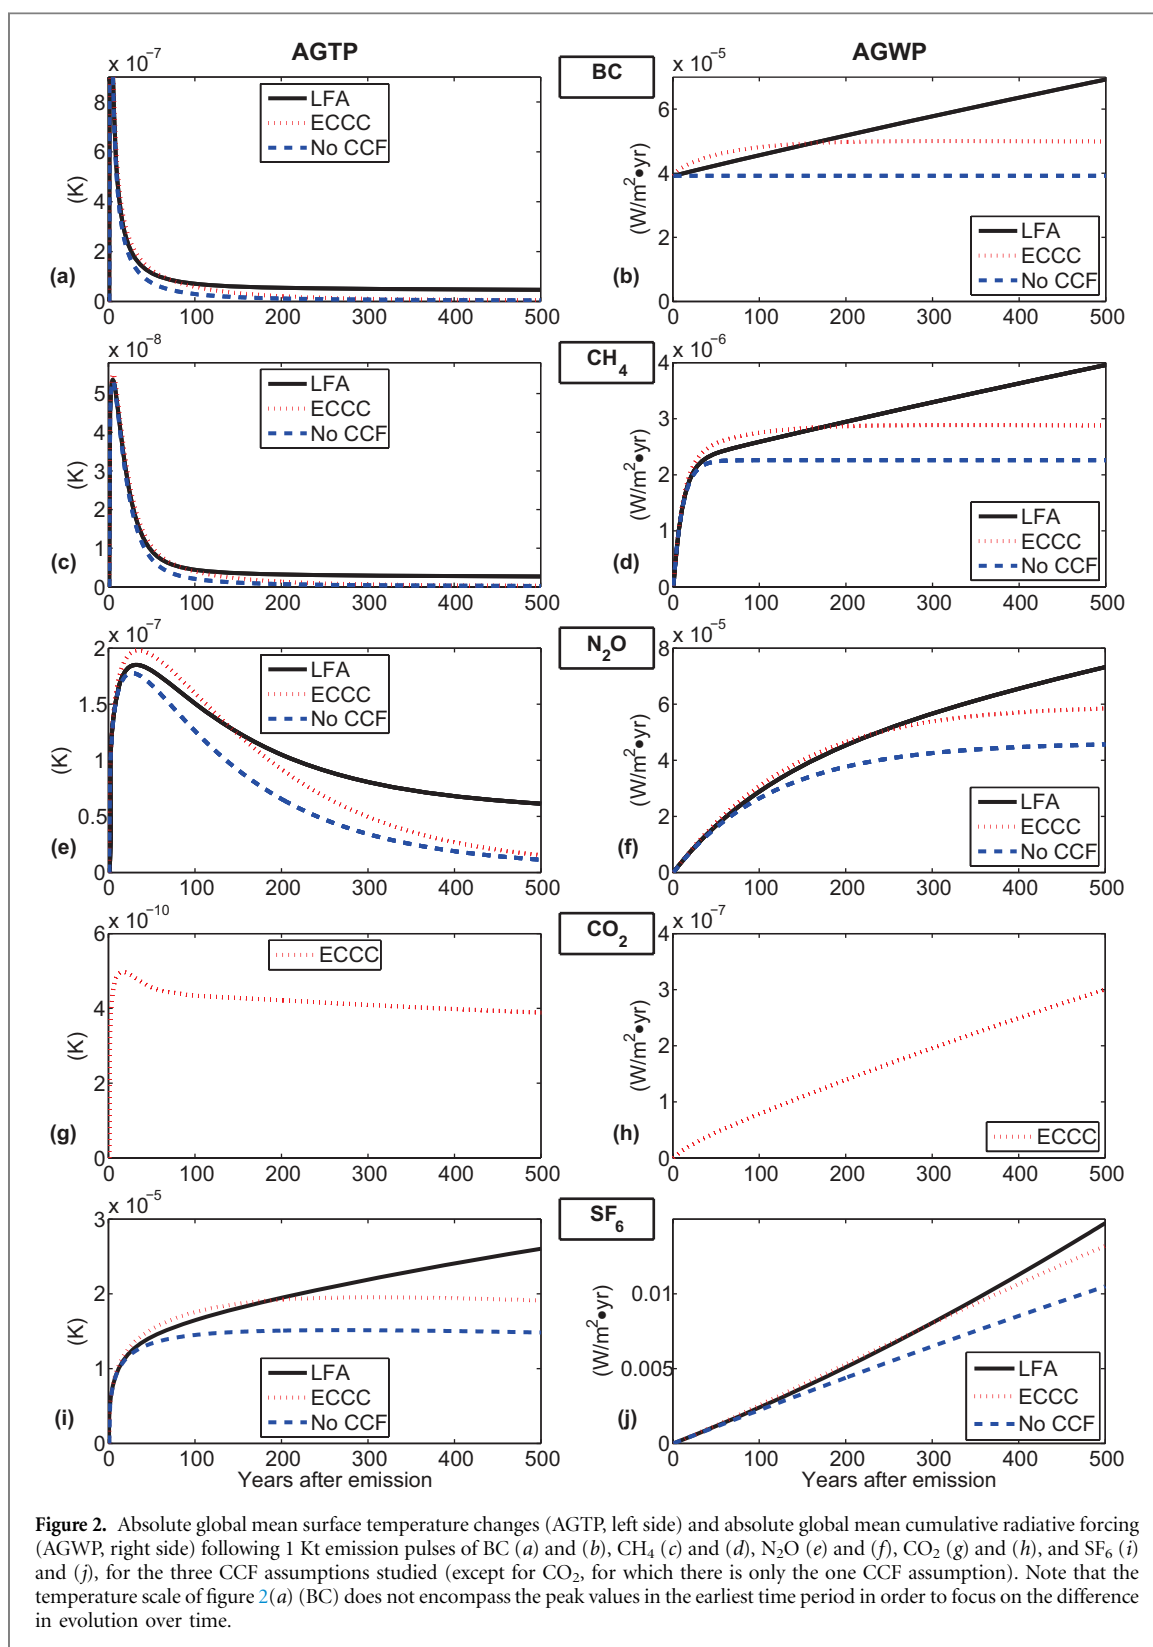 AGTP
AGWP
BC
x 10⁻⁷
8
6
4
2
0
(K)
(a)
LFA
ECCC
No CCF
0 100 200 300 400 500
x 10⁻⁵
6
4
2
0
(W/m²•yr)
(b)
LFA
ECCC
No CCF
0 100 200 300 400 500
CH₄
x 10⁻⁸
5
4
3
2
1
0
(K)
(c)
LFA
ECCC
No CCF
0 100 200 300 400 500
x 10⁻⁶
4
3
2
1
0
(W/m²•yr)
(d)
LFA
ECCC
No CCF
0 100 200 300 400 500
N₂O
x 10⁻⁷
2
1.5
1
0.5
0
(K)
(e)
LFA
ECCC
No CCF
0 100 200 300 400 500
x 10⁻⁵
8
6
4
2
0
(W/m²•yr)
(f)
LFA
ECCC
No CCF
0 100 200 300 400 500
CO₂
x 10⁻¹⁰
6
4
2
0
(K)
(g)
ECCC
0 100 200 300 400 500
x 10⁻⁷
4
3
2
1
0
(W/m²•yr)
(h)
ECCC
0 100 200 300 400 500
SF₆
x 10⁻⁵
3
2
1
0
(K)
(i)
LFA
ECCC
No CCF
0 100 200 300 400 500
Years after emission
0.01
0.005
0
(W/m²•yr)
(j)
LFA
ECCC
No CCF
0 100 200 300 400 500
Years after emission
Figure 2. Absolute global mean surface temperature changes (AGTP, left side) and absolute global mean cumulative radiative forcing
(AGWP, right side) following 1 Kt emission pulses of BC (a) and (b), CH₄ (c) and (d), N₂O (e) and (f), CO₂ (g) and (h), and SF₆ (i)
and (j), for the three CCF assumptions studied (except for CO₂, for which there is only the one CCF assumption). Note that the
temperature scale of figure 2(a) (BC) does not encompass the peak values in the earliest time period in order to focus on the difference
in evolution over time.